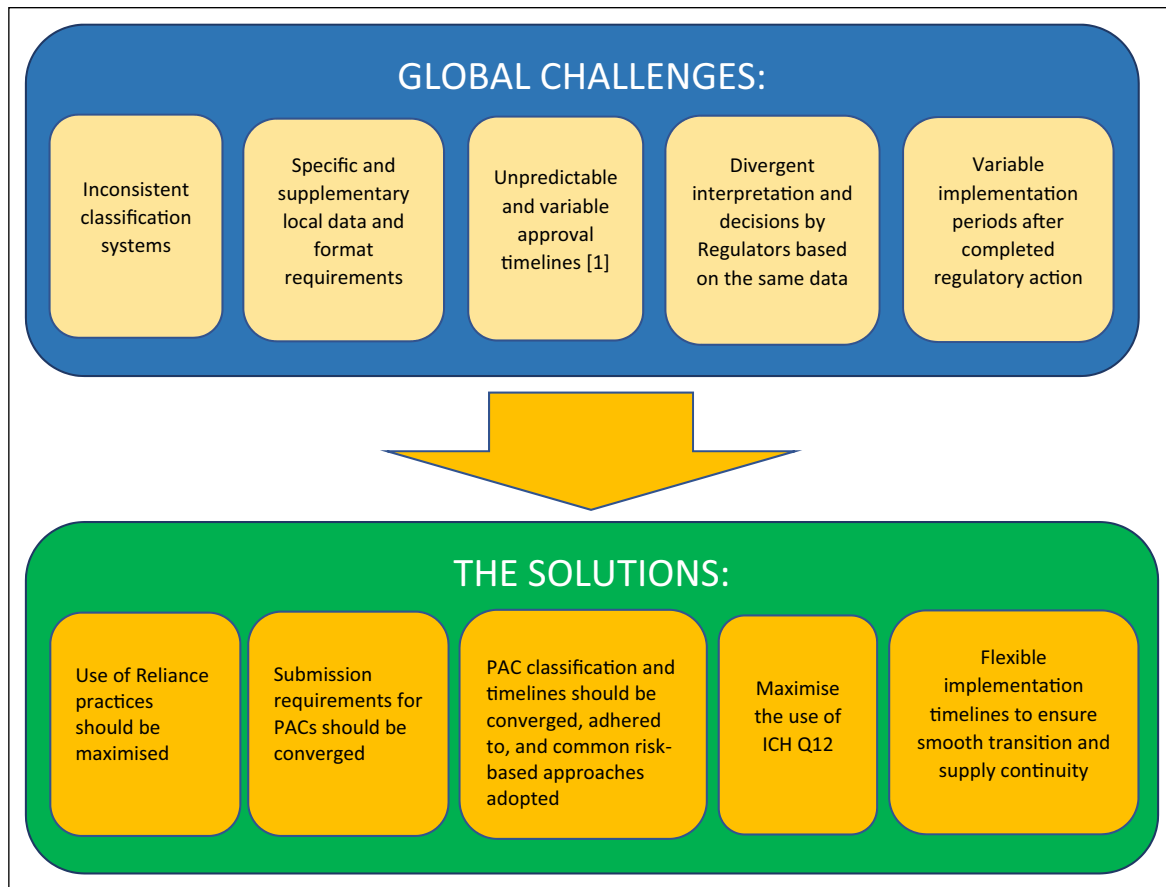 GLOBAL CHALLENGES:
Inconsistent
classification
systems
Specific and
supplementary
local data and
format
requirements
Unpredictable
and variable
approval
timelines [1]
Divergent
interpretation and
decisions by
Regulators based
on the same data
Variable
implementation
periods after
completed
regulatory action
THE SOLUTIONS:
Use of Reliance
practices
should be
maximised
Submission
requirements for
PACs should be
converged
PAC classification and
timelines should be
converged, adhered
to, and common risk-
based approaches
adopted
Maximise
the use of
ICH Q12
Flexible
implementation
timelines to ensure
smooth transition and
supply continuity